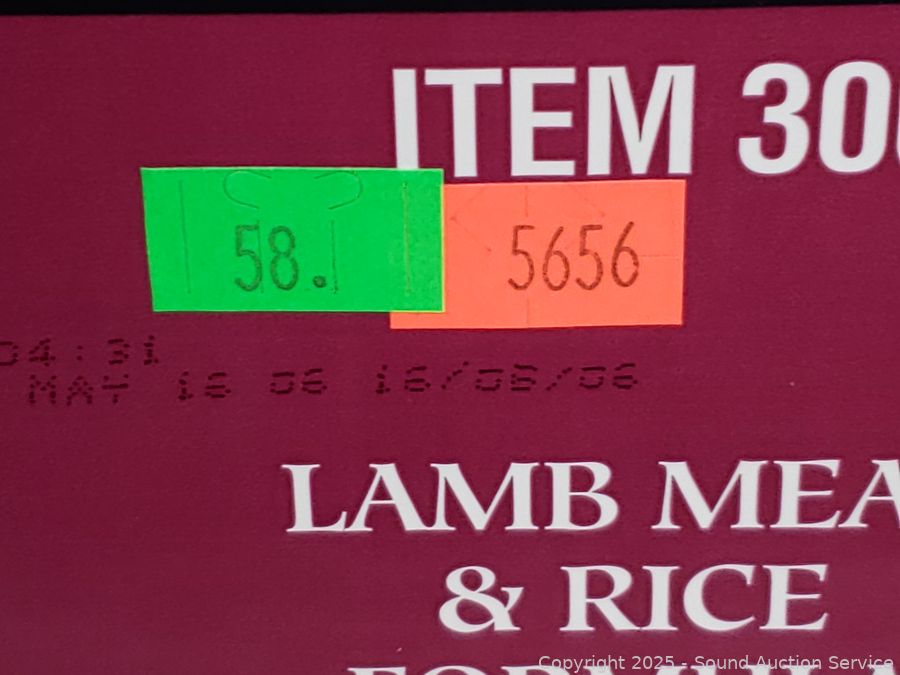 ITEM 30
58.
5656
04:31
MAY 16 06 16/05/06
LAMB MEA
& RICE
FORMULA
Copyright 2025 - Sound Auction Service